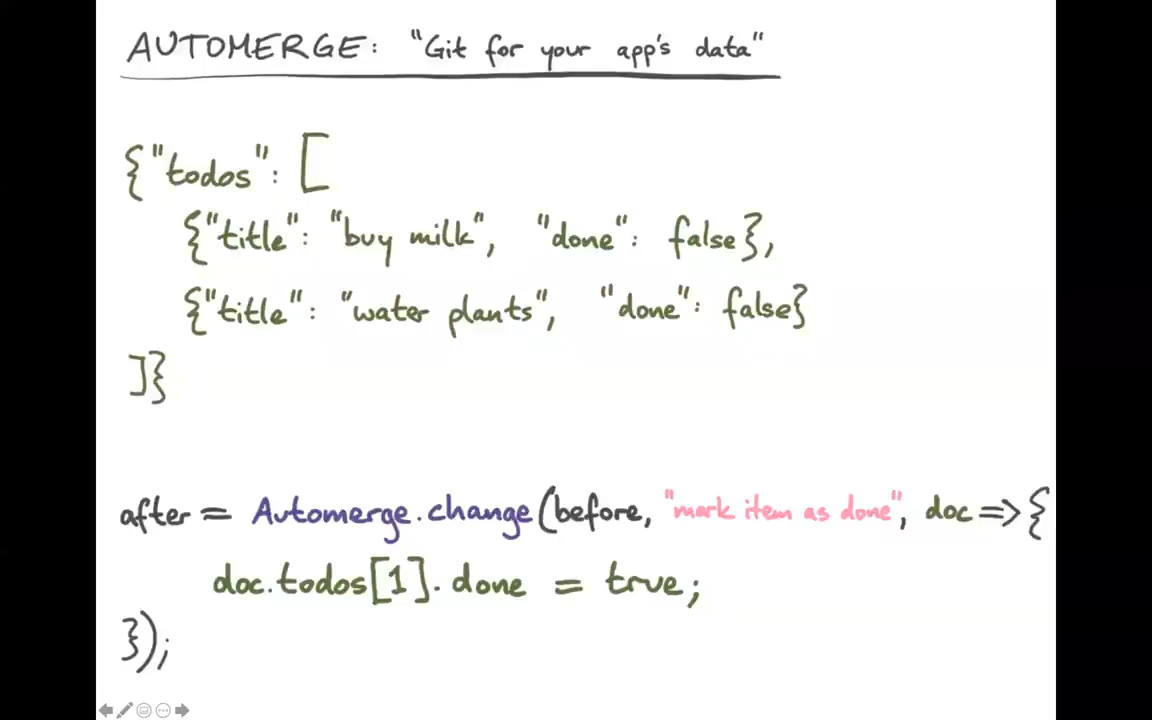 AUTOMERGE: "Git for your app's data"
{"todos": [
{"title": "buy milk", "done": false},
{"title": "water plants", "done": false}
]}
after = Automerge.change(before, "mark item as done", doc => {
doc.todos[1].done = true;
});